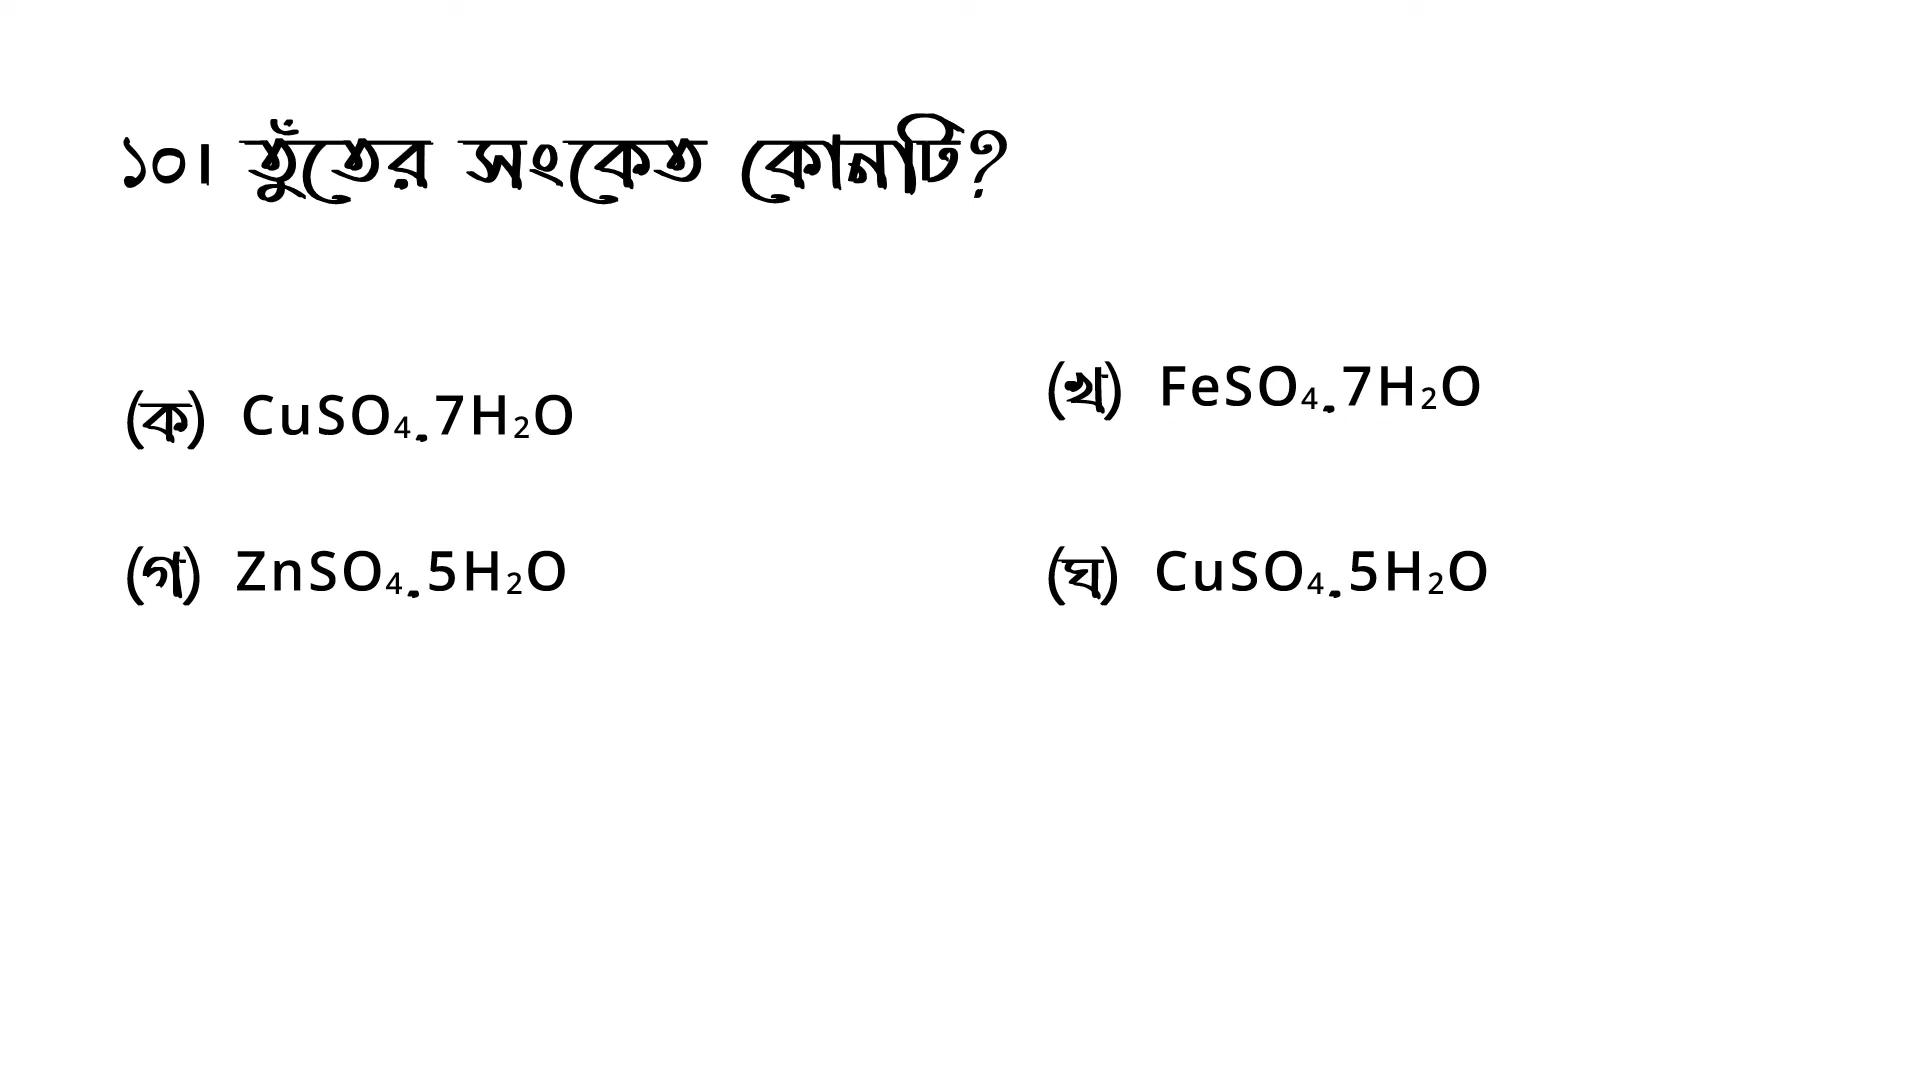 ১০। তুঁতের সংকেত কোনটি?
(ক) CuSO₄.7H₂O
(খ) FeSO₄.7H₂O
(গ) ZnSO₄.5H₂O
(ঘ) CuSO₄.5H₂O